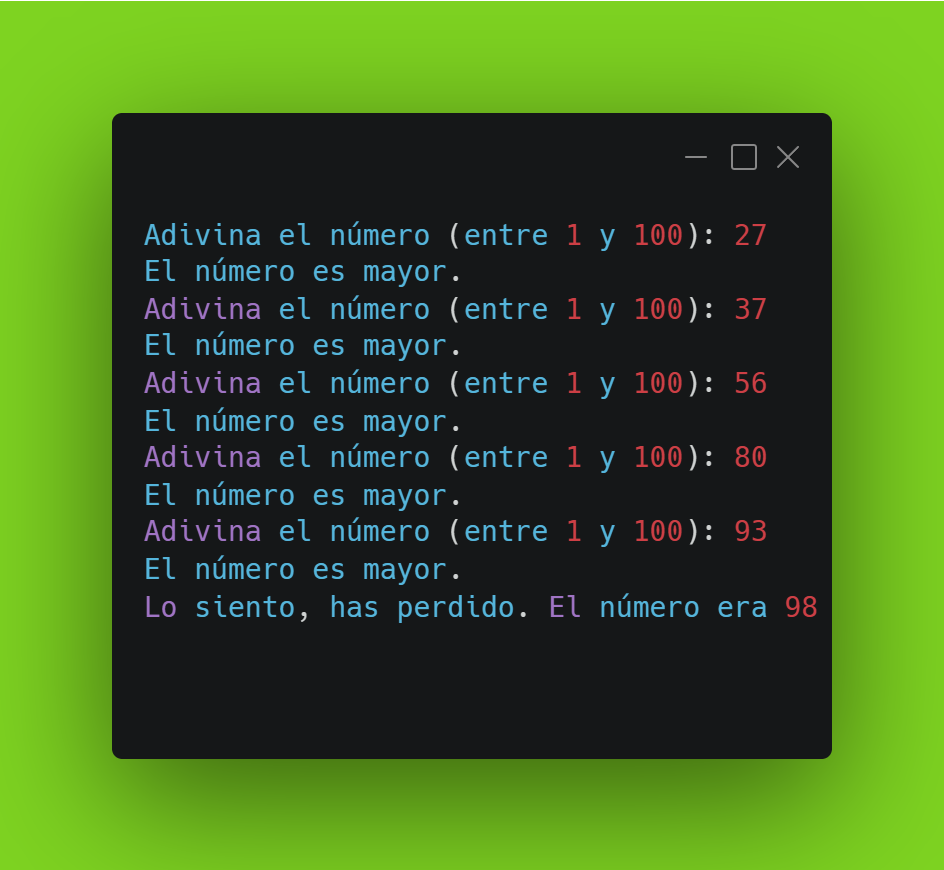 Adivina el número (entre 1 y 100): 27
El número es mayor.
Adivina el número (entre 1 y 100): 37
El número es mayor.
Adivina el número (entre 1 y 100): 56
El número es mayor.
Adivina el número (entre 1 y 100): 80
El número es mayor.
Adivina el número (entre 1 y 100): 93
El número es mayor.
Lo siento, has perdido. El número era 98